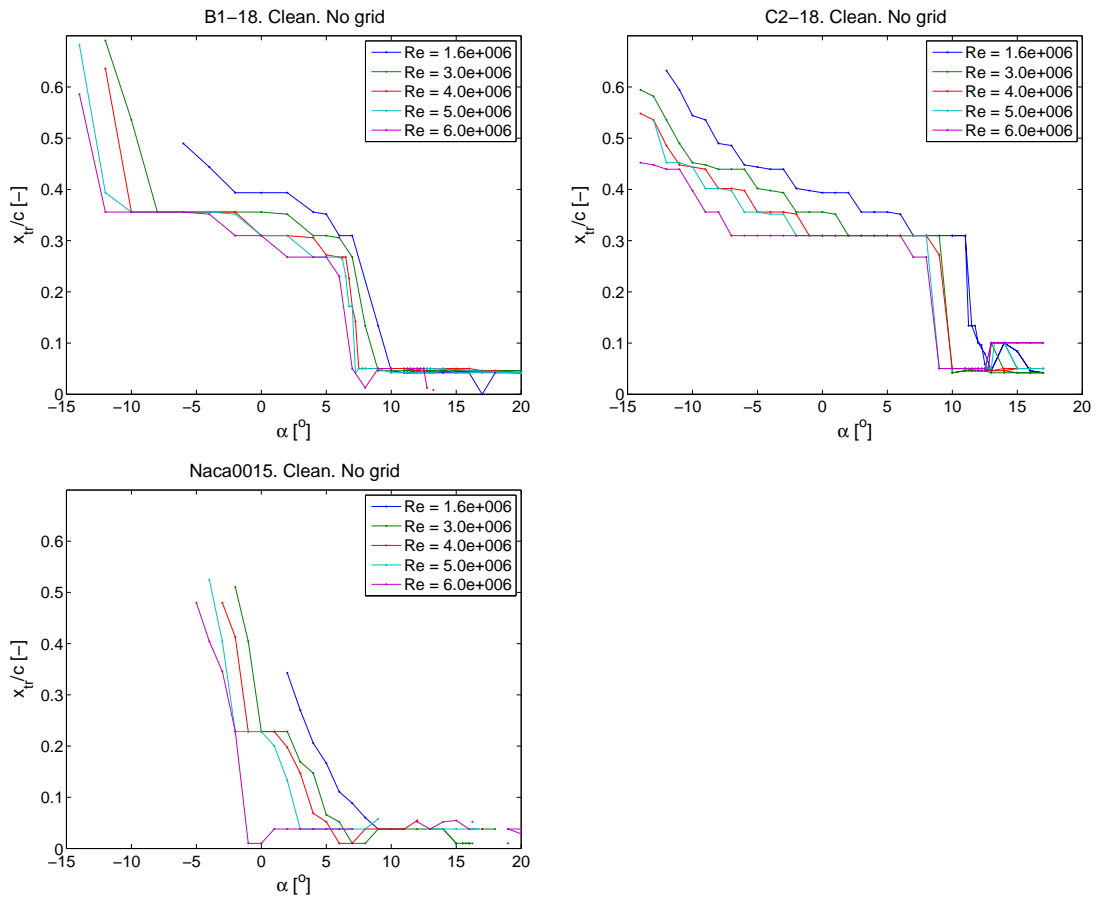 B1−18. Clean. No grid
Re = 1.6e+006
Re = 3.0e+006
Re = 4.0e+006
Re = 5.0e+006
Re = 6.0e+006
0.6
0.5
0.4
0.3
0.2
0.1
0
x_tr/c [−]
−15 −10 −5 0 5 10 15 20
α [°]
C2−18. Clean. No grid
Re = 1.6e+006
Re = 3.0e+006
Re = 4.0e+006
Re = 5.0e+006
Re = 6.0e+006
0.6
0.5
0.4
0.3
0.2
0.1
0
x_tr/c [−]
−15 −10 −5 0 5 10 15 20
α [°]
Naca0015. Clean. No grid
Re = 1.6e+006
Re = 3.0e+006
Re = 4.0e+006
Re = 5.0e+006
Re = 6.0e+006
0.6
0.5
0.4
0.3
0.2
0.1
0
x_tr/c [−]
−15 −10 −5 0 5 10 15 20
α [°]